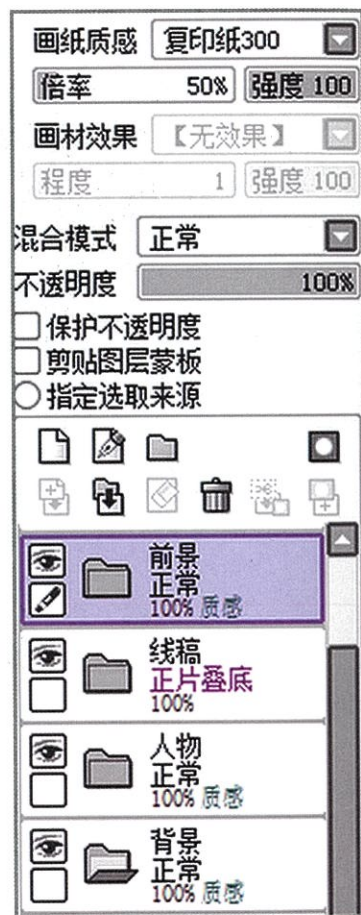 画纸质感 复印纸300
倍率 50% 强度 100
画材效果 【无效果】
程度 1 强度 100
混合模式 正常
不透明度 100%
保护不透明度
剪贴图层蒙板
指定选取来源
前景
正常
100% 质感
线稿
正片叠底
100%
人物
正常
100% 质感
背景
正常
100% 质感